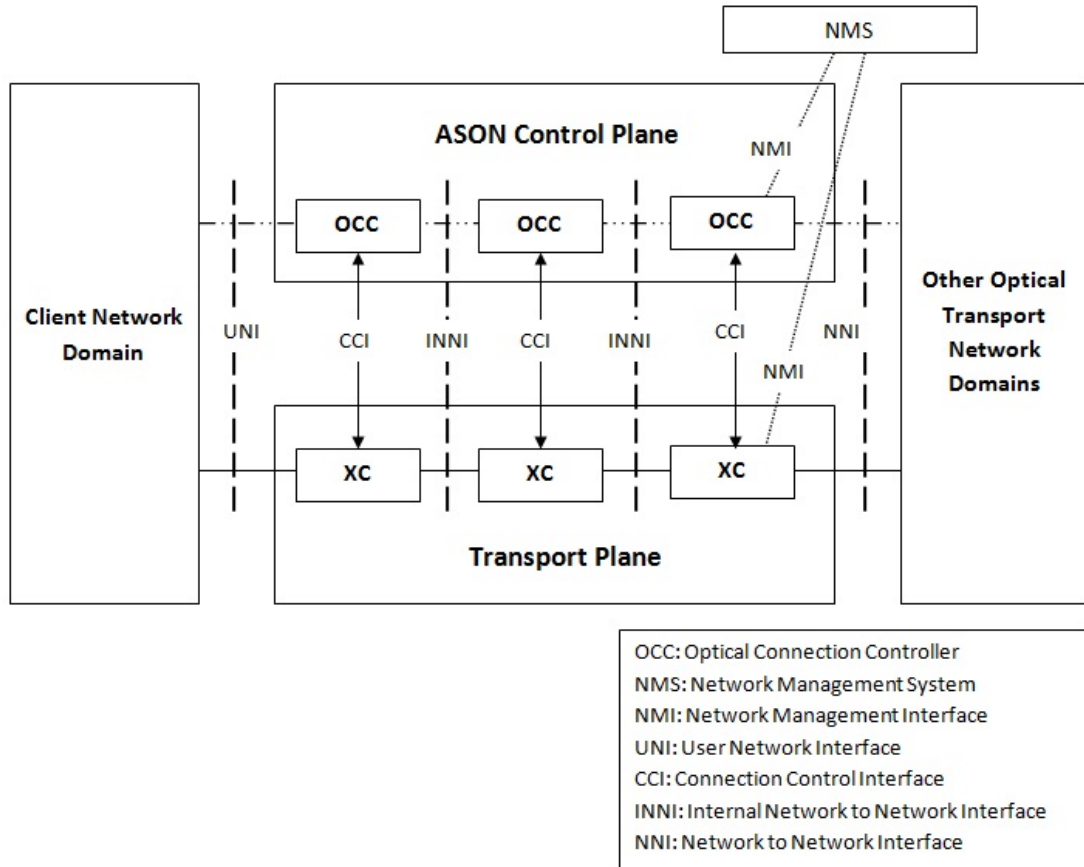 NMS
ASON Control Plane
NMI
OCC
OCC
OCC
Client Network
Domain
UNI
CCI
INNI
CCI
INNI
CCI
NNI
NMI
Other Optical
Transport
Network
Domains
XC
XC
XC
Transport Plane
OCC: Optical Connection Controller
NMS: Network Management System
NMI: Network Management Interface
UNI: User Network Interface
CCI: Connection Control Interface
INNI: Internal Network to Network Interface
NNI: Network to Network Interface